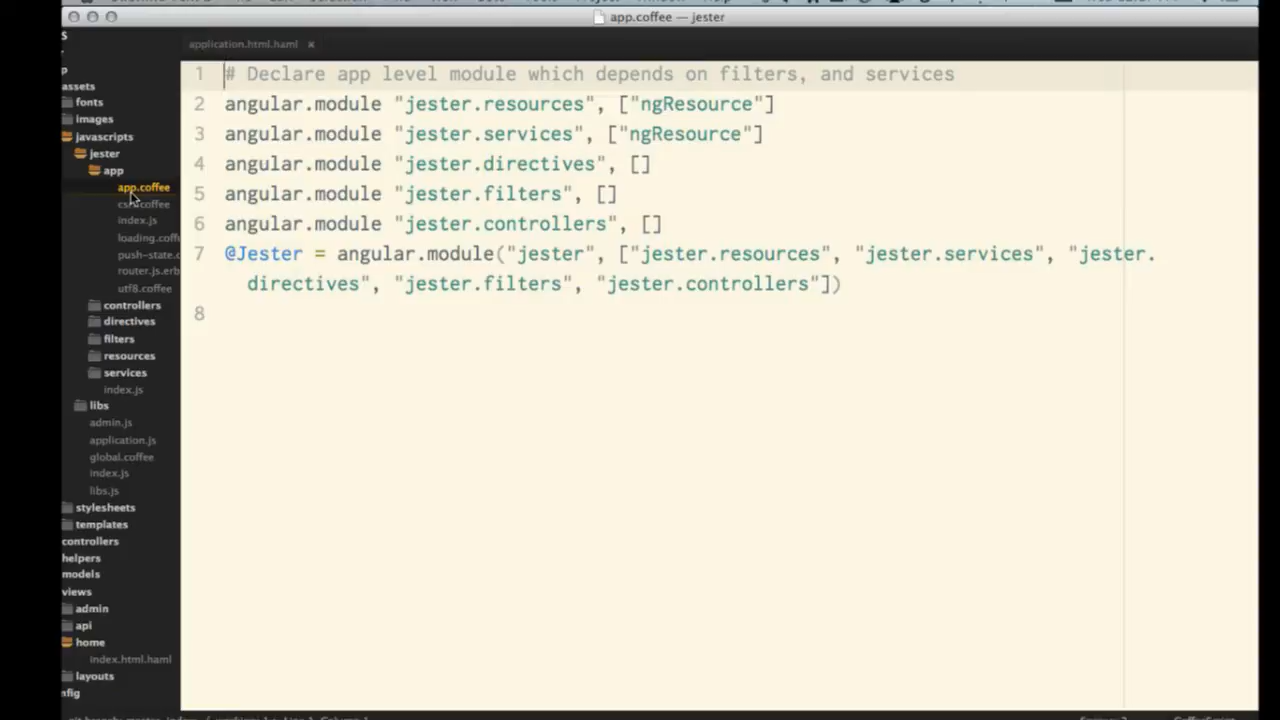 app.coffee — jester
application.html.haml ×
assets
fonts
images
javascripts
jester
app
app.coffee
index.js
loading.coff
push-state.c
router.js.erb
utf8.coffee
controllers
directives
filters
resources
services
index.js
libs
admin.js
application.js
global.coffee
index.js
libs.js
stylesheets
templates
controllers
helpers
models
views
admin
api
home
index.html.haml
layouts
nfig
1 # Declare app level module which depends on filters, and services
2 angular.module "jester.resources", ["ngResource"]
3 angular.module "jester.services", ["ngResource"]
4 angular.module "jester.directives", []
5 angular.module "jester.filters", []
6 angular.module "jester.controllers", []
7 @Jester = angular.module("jester", ["jester.resources", "jester.services", "jester.
directives", "jester.filters", "jester.controllers"])
8